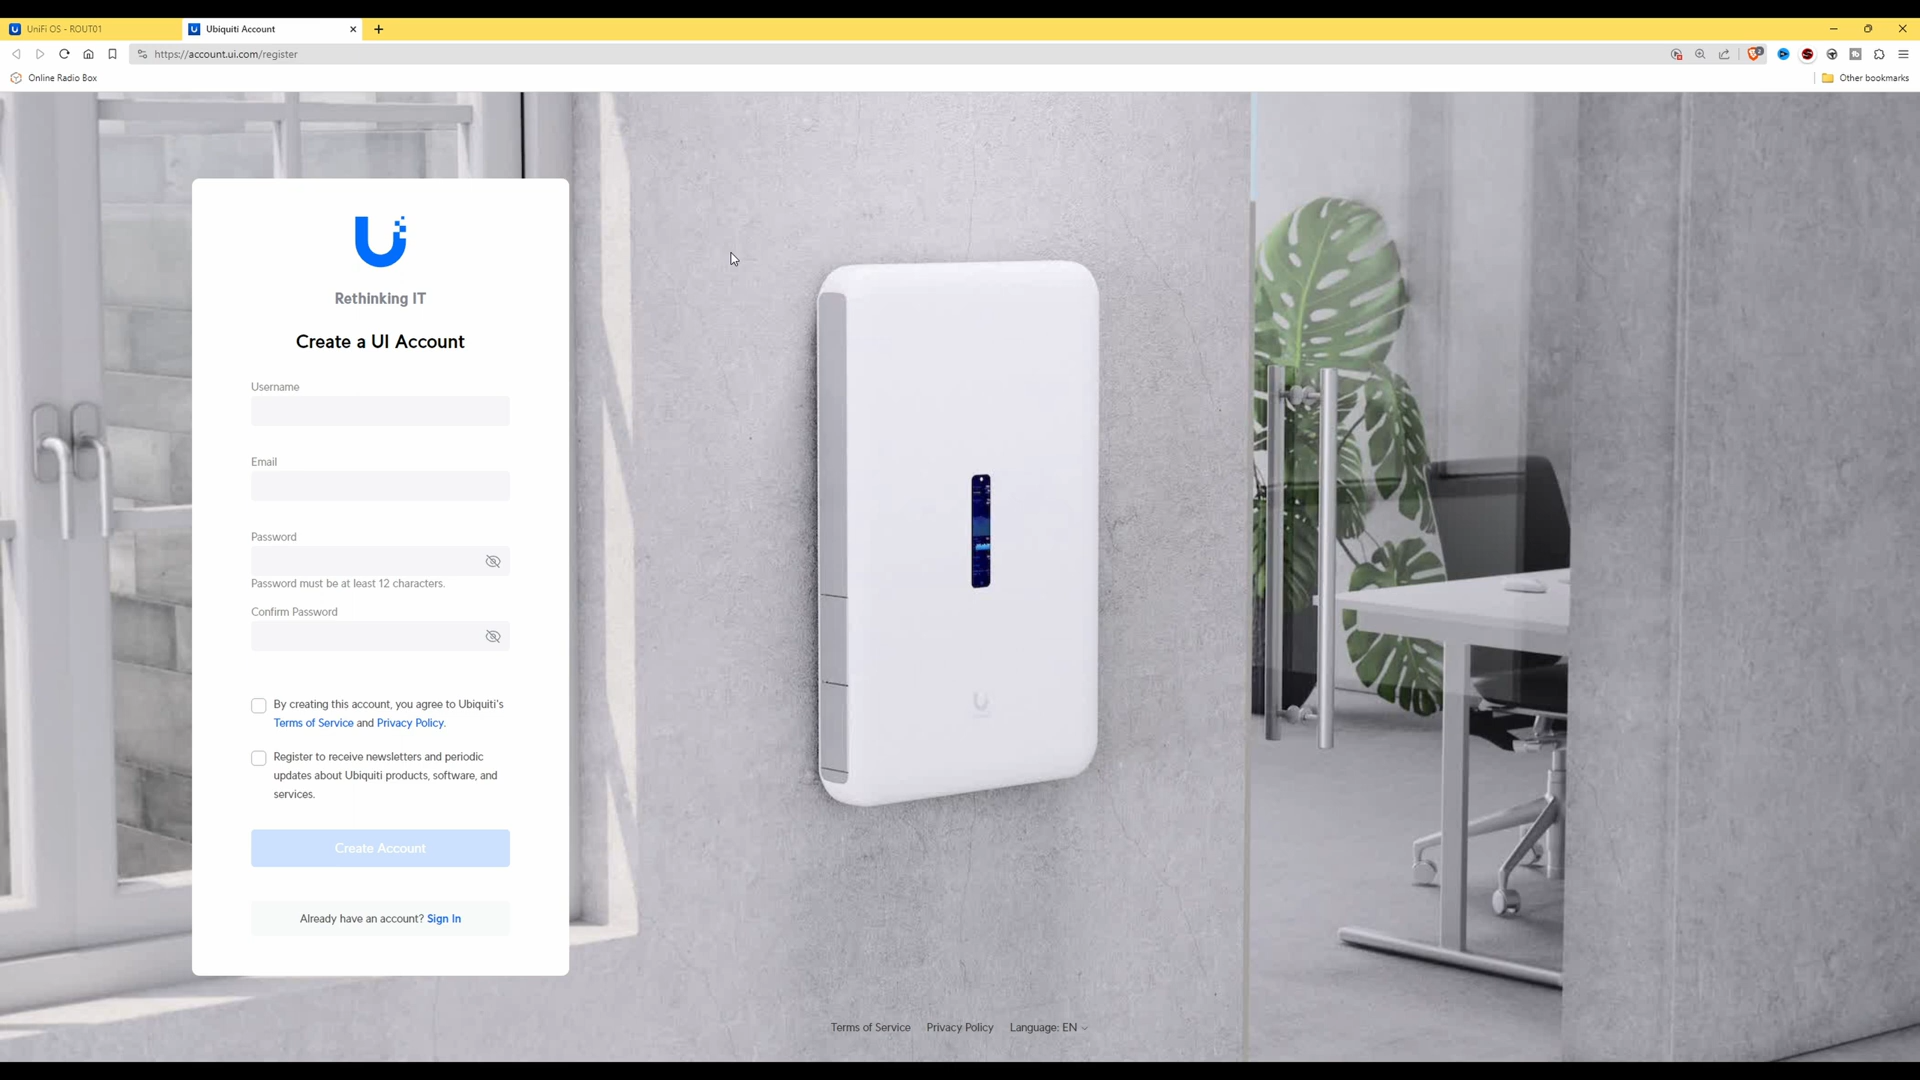 UniFi OS - ROUT01
Ubiquiti Account
https://account.ui.com/register
Online Radio Box
Other bookmarks
Rethinking IT
Create a UI Account
Username
Email
Password
Password must be at least 12 characters.
Confirm Password
By creating this account, you agree to Ubiquiti's
Terms of Service and Privacy Policy.
Register to receive newsletters and periodic
updates about Ubiquiti products, software, and
services.
Create Account
Already have an account? Sign In
Terms of Service
Privacy Policy
Language: EN